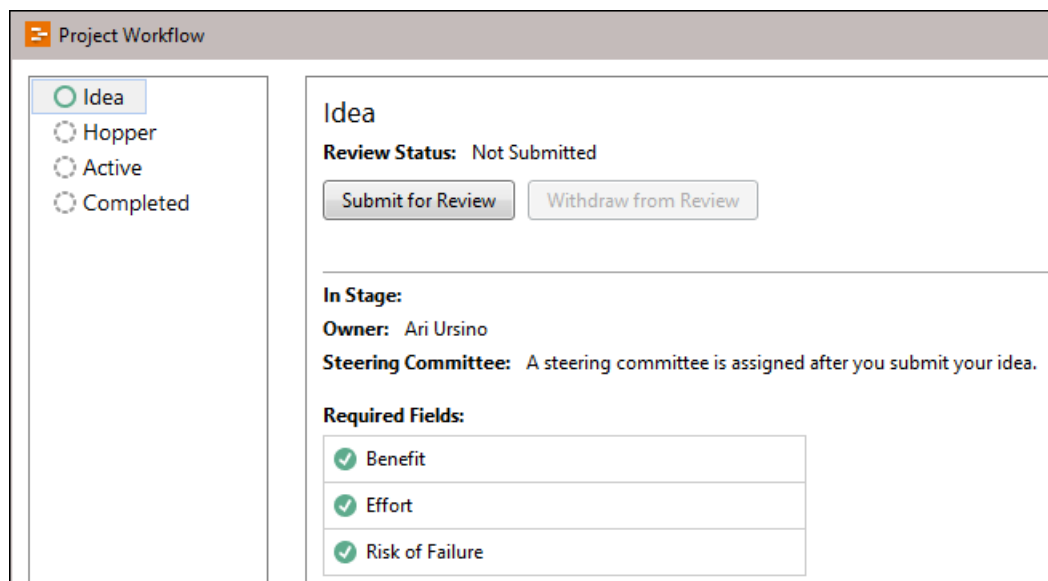 Project Workflow
Idea
Hopper
Active
Completed
Idea
Review Status: Not Submitted
Submit for Review Withdraw from Review
In Stage:
Owner: Ari Ursino
Steering Committee: A steering committee is assigned after you submit your idea.
Required Fields:
Benefit
Effort
Risk of Failure